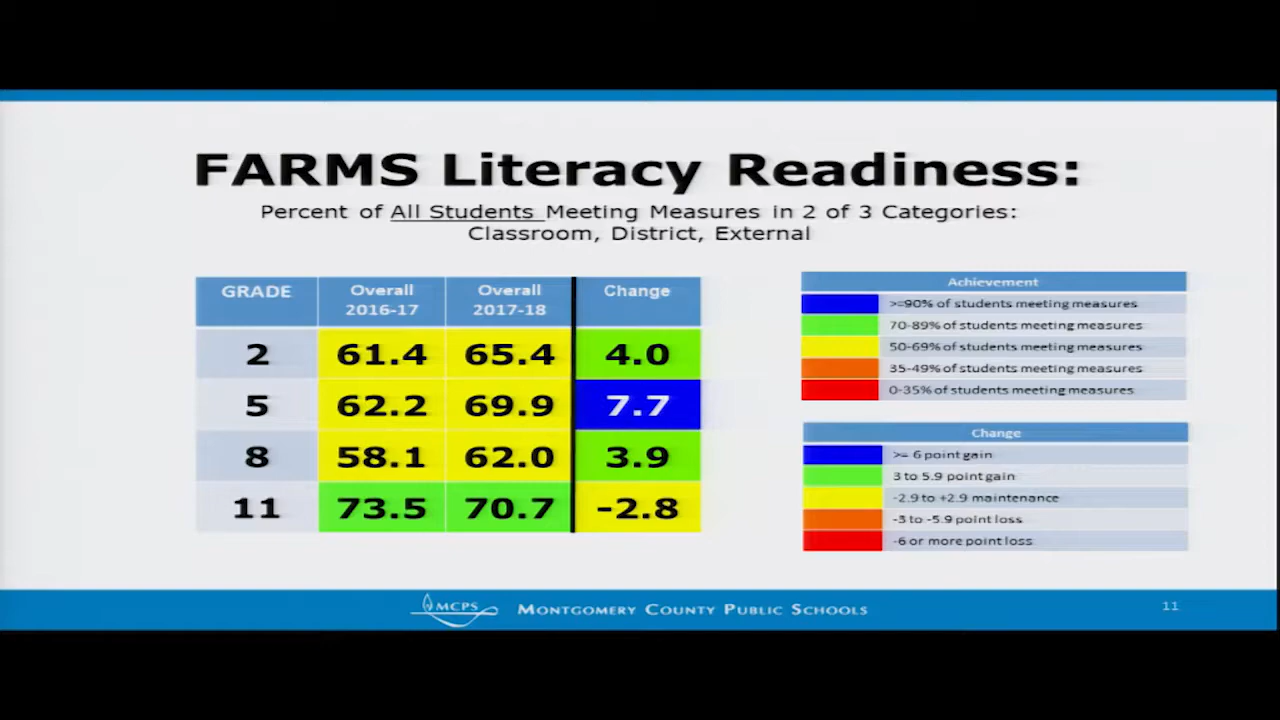 FARMS Literacy Readiness:
Percent of All Students Meeting Measures in 2 of 3 Categories:
Classroom, District, External
GRADE Overall 2016-17 Overall 2017-18 Change
2 61.4 65.4 4.0
5 62.2 69.9 7.7
8 58.1 62.0 3.9
11 73.5 70.7 -2.8
Achievement
>=90% of students meeting measures
70-89% of students meeting measures
50-69% of students meeting measures
35-49% of students meeting measures
0-35% of students meeting measures
Change
>= 6 point gain
3 to 5.9 point gain
-2.9 to +2.9 maintenance
-3 to -5.9 point loss
-6 or more point loss
MCPS MONTGOMERY COUNTY PUBLIC SCHOOLS
11